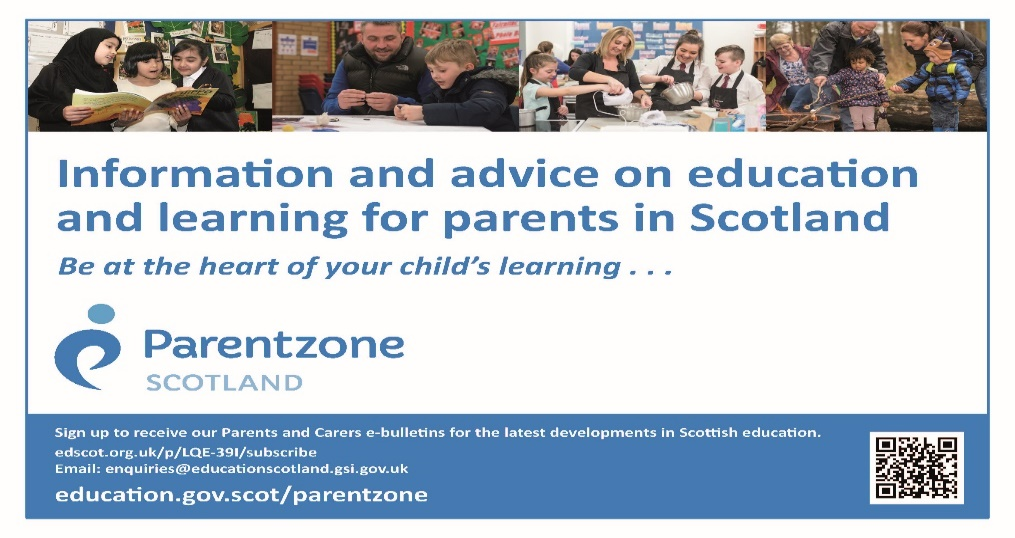 Information and advice on education
and learning for parents in Scotland
Be at the heart of your child's learning . . .
Parentzone
SCOTLAND
Sign up to receive our Parents and Carers e-bulletins for the latest developments in Scottish education.
edscot.org.uk/p/LQE-39I/subscribe
Email: enquiries@educationscotland.gsi.gov.uk
education.gov.scot/parentzone